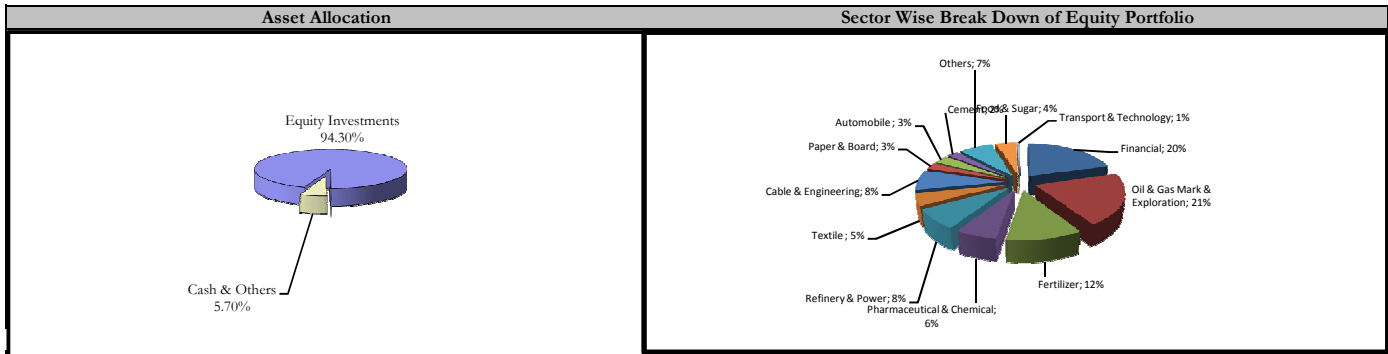 Asset Allocation
Sector Wise Break Down of Equity Portfolio
Equity Investments
94.30%
Cash & Others
5.70%
Others; 7%
Cement; 2%
Food & Sugar; 4%
Transport & Technology; 1%
Automobile ; 3%
Paper & Board; 3%
Financial; 20%
Cable & Engineering; 8%
Oil & Gas Mark &
Exploration; 21%
Textile ; 5%
Fertilizer; 12%
Refinery & Power; 8%
Pharmaceutical & Chemical;
6%